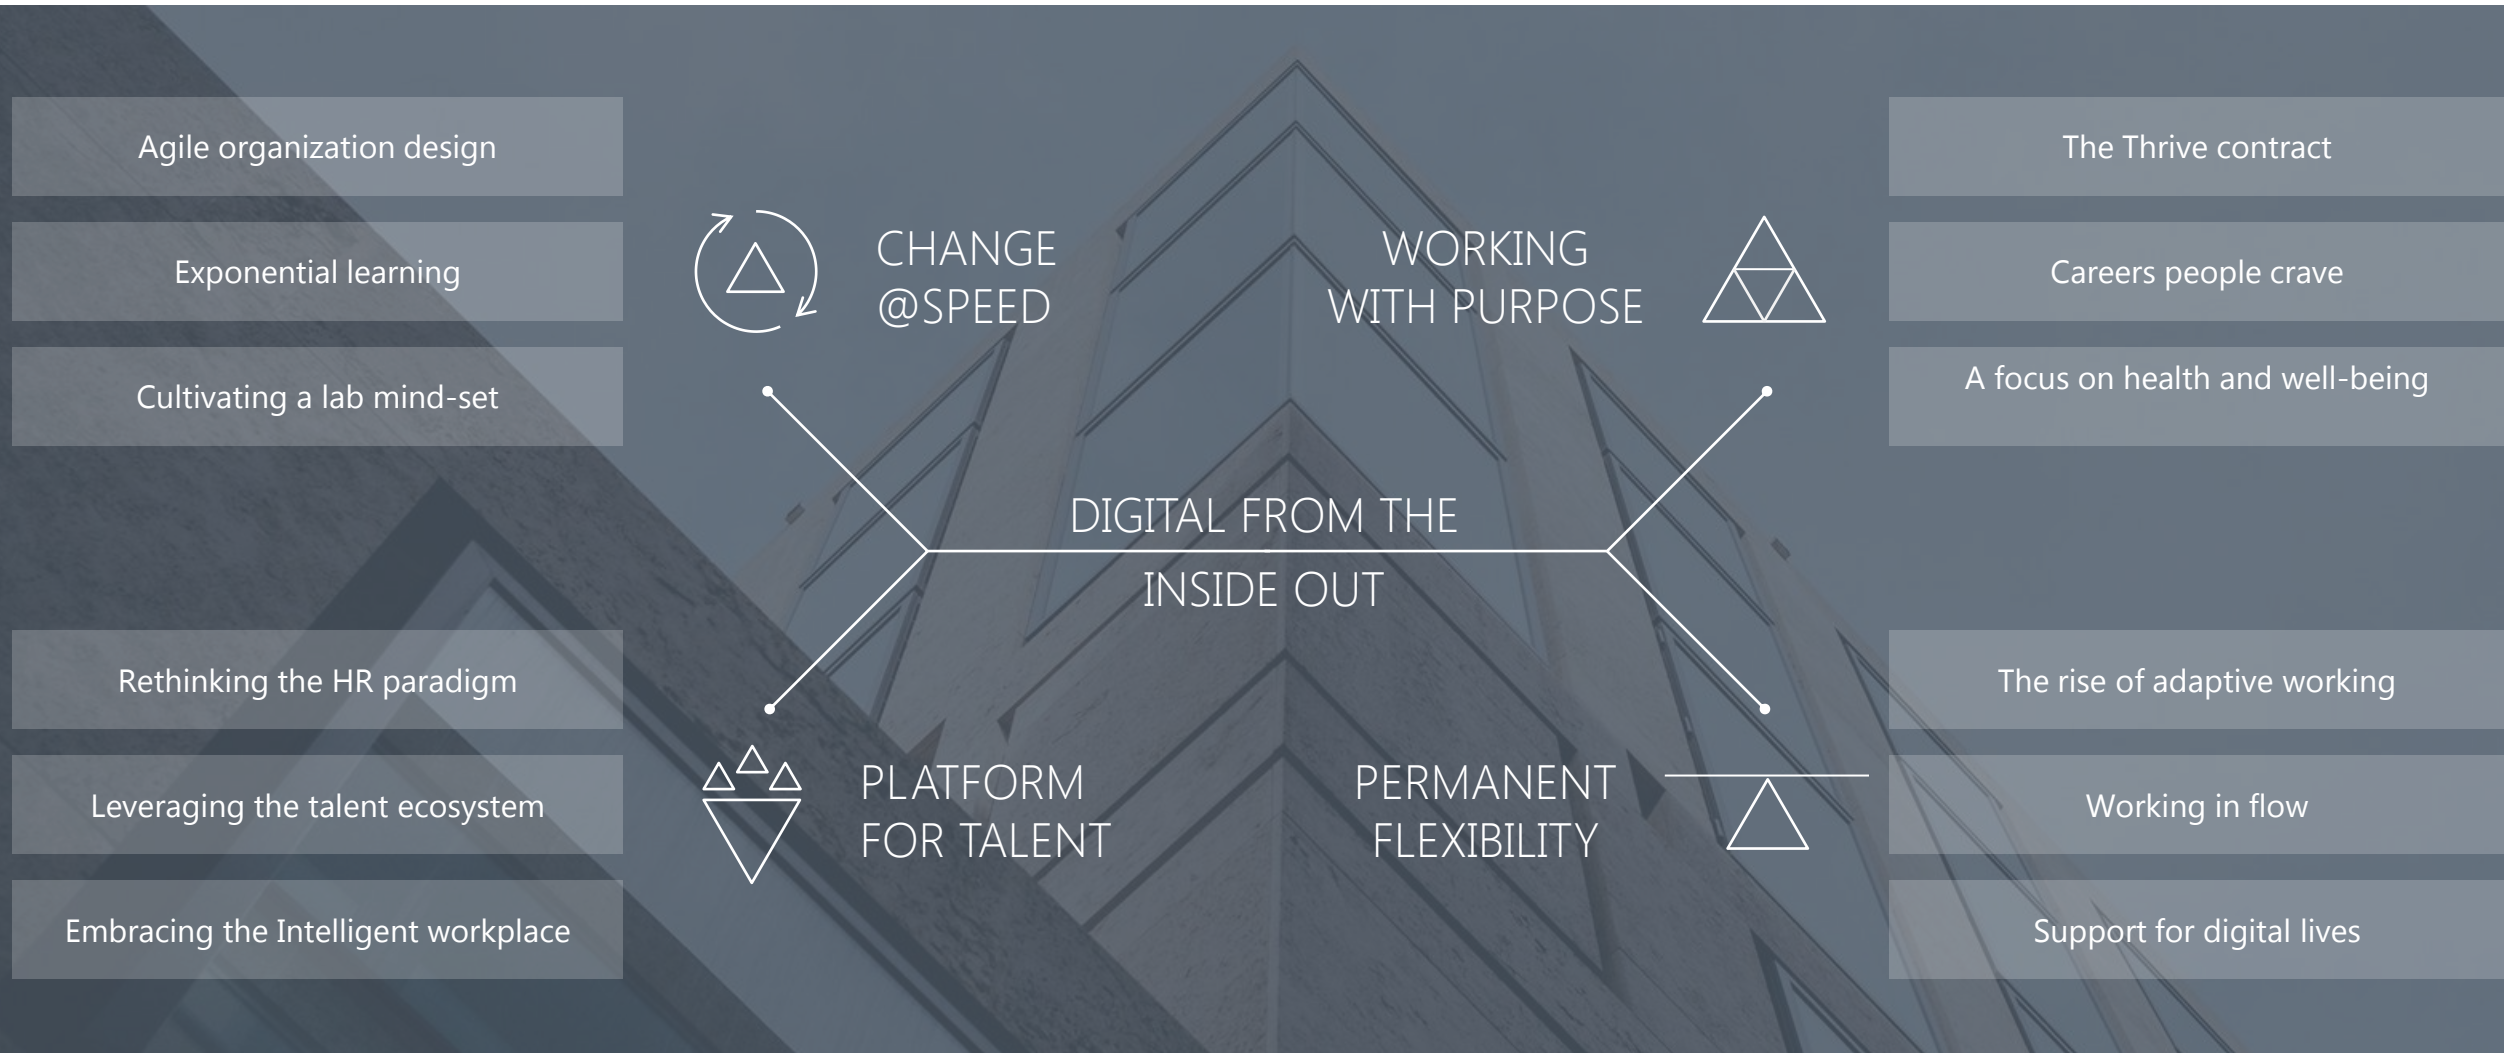 Agile organization design
Exponential learning
Cultivating a lab mind-set
CHANGE
@SPEED
WORKING
WITH PURPOSE
The Thrive contract
Careers people crave
A focus on health and well-being
DIGITAL FROM THE
INSIDE OUT
Rethinking the HR paradigm
Leveraging the talent ecosystem
Embracing the Intelligent workplace
PLATFORM
FOR TALENT
PERMANENT
FLEXIBILITY
The rise of adaptive working
Working in flow
Support for digital lives